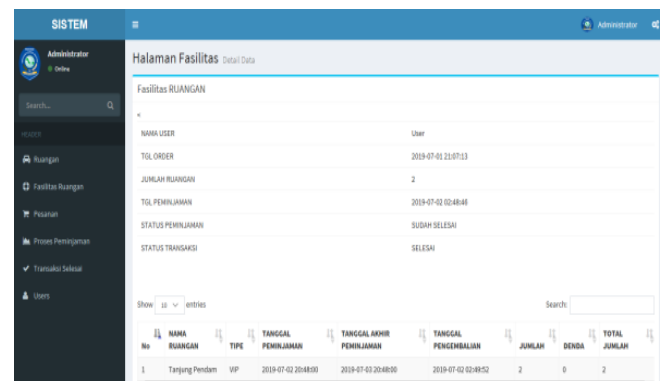 SISTEM
Administrator
Administrator
Online
Search...
HEADER
Ruangan
Fasilitas Ruangan
Pesanan
Proses Peminjaman
Transaksi Selesai
Users
Halaman Fasilitas Detail Data
Fasilitas RUANGAN
<
NAMA USER User
TGL ORDER 2019-07-01 21:07:13
JUMLAH RUANGAN 2
TGL PEMINJAMAN 2019-07-02 02:48:46
STATUS PEMINJAMAN SUDAH SELESAI
STATUS TRANSAKSI SELESAI
Show 10 entries Search:
No NAMA RUANGAN TIPE TANGGAL PEMINJAMAN TANGGAL AKHIR PEMINJAMAN TANGGAL PENGEMBALIAN JUMLAH DENDA TOTAL JUMLAH
1 Tanjung Pendam VIP 2019-07-02 20:48:00 2019-07-03 20:48:00 2019-07-02 02:49:52 2 0 2